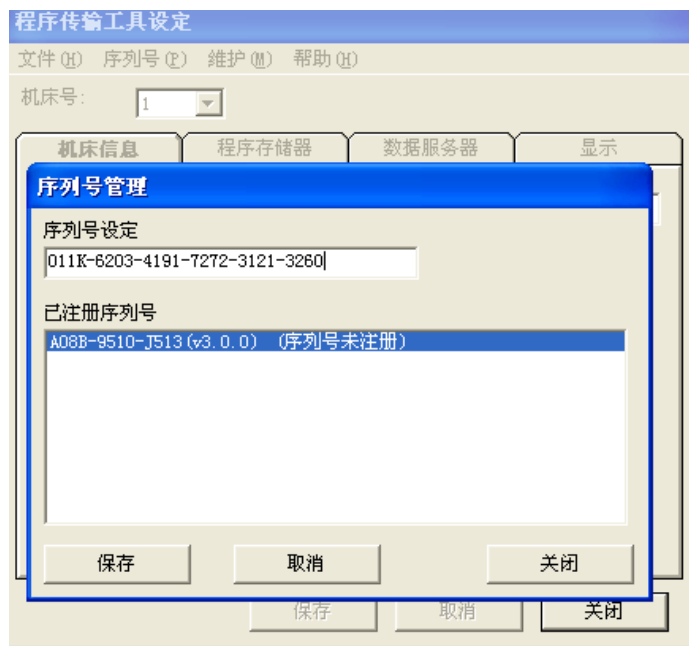 程序传输工具设定
文件(H) 序列号(P) 维护(M) 帮助(H)
机床号: 1
机床信息 程序存储器 数据服务器 显示
序列号管理
序列号设定
011K-6203-4191-7272-3121-3260
已注册序列号
A08B-9510-J513(v3.0.0) (序列号未注册)
保存 取消 关闭
保存 取消 关闭